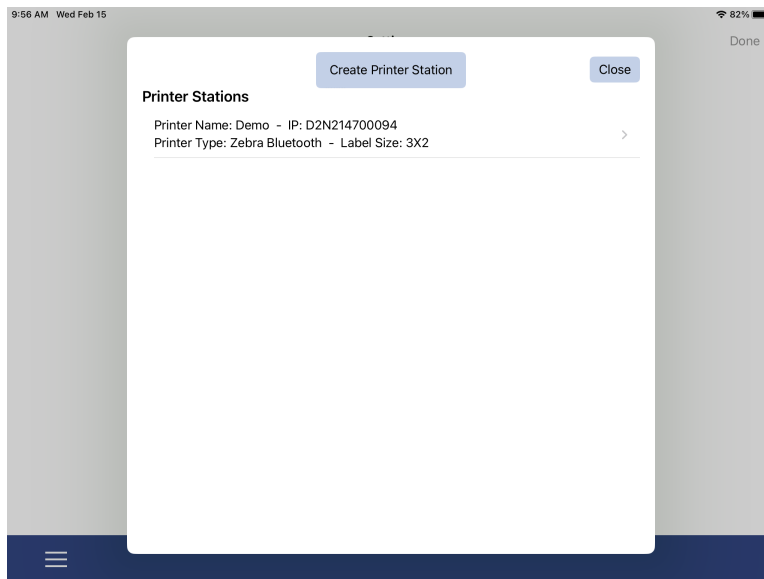 9:56 AM Wed Feb 15
82%
Done
Create Printer Station
Close
Printer Stations
Printer Name: Demo - IP: D2N214700094
Printer Type: Zebra Bluetooth - Label Size: 3X2